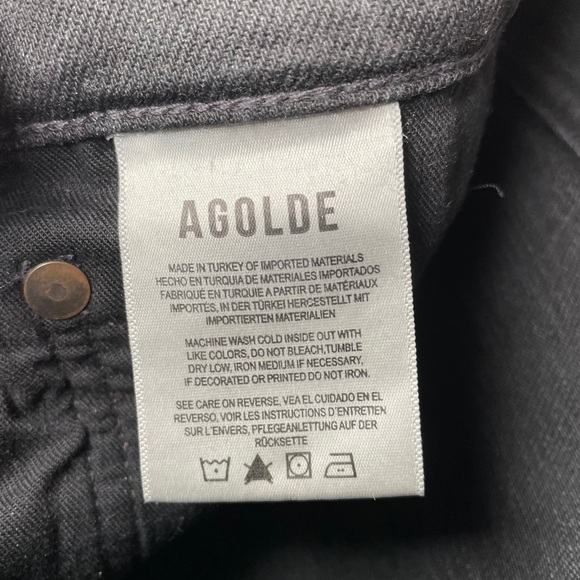 AGOLDE
MADE IN TURKEY OF IMPORTED MATERIALS
HECHO EN TURQUIA DE MATERIALES IMPORTADOS
FABRIQUÉ EN TURQUIE A PARTIR DE MATÉRIAUX
IMPORTÉS, IN DER TÜRKEI HERGESTELLT MIT
IMPORTIERTEN MATERIALIEN
MACHINE WASH COLD INSIDE OUT WITH
LIKE COLORS, DO NOT BLEACH,TUMBLE
DRY LOW, IRON MEDIUM IF NECESSARY.
IF DECORATED OR PRINTED DO NOT IRON.
SEE CARE ON REVERSE, VEA EL CUIDADO EN EL
REVERSO, VOIR LES INSTRUCTIONS D'ENTRETIEN
SUR L'ENVERS, PFLEGEANLEITUNG AUF DER
RÜCKSETTE